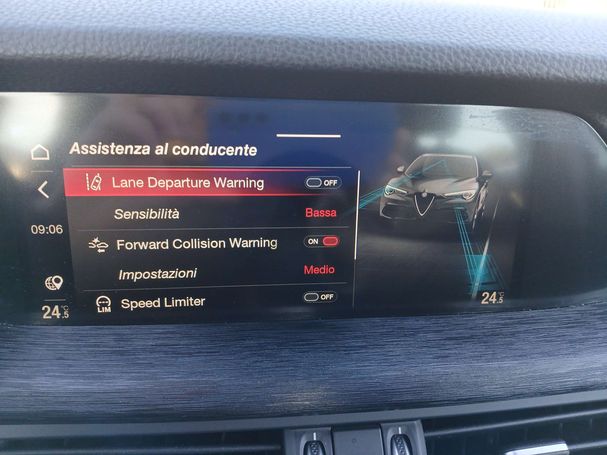 Assistenza al conducente
Lane Departure Warning OFF
Sensibilità Bassa
09:06
Forward Collision Warning ON
Impostazioni Medio
LIM Speed Limiter OFF
24.5°C 24.5°C